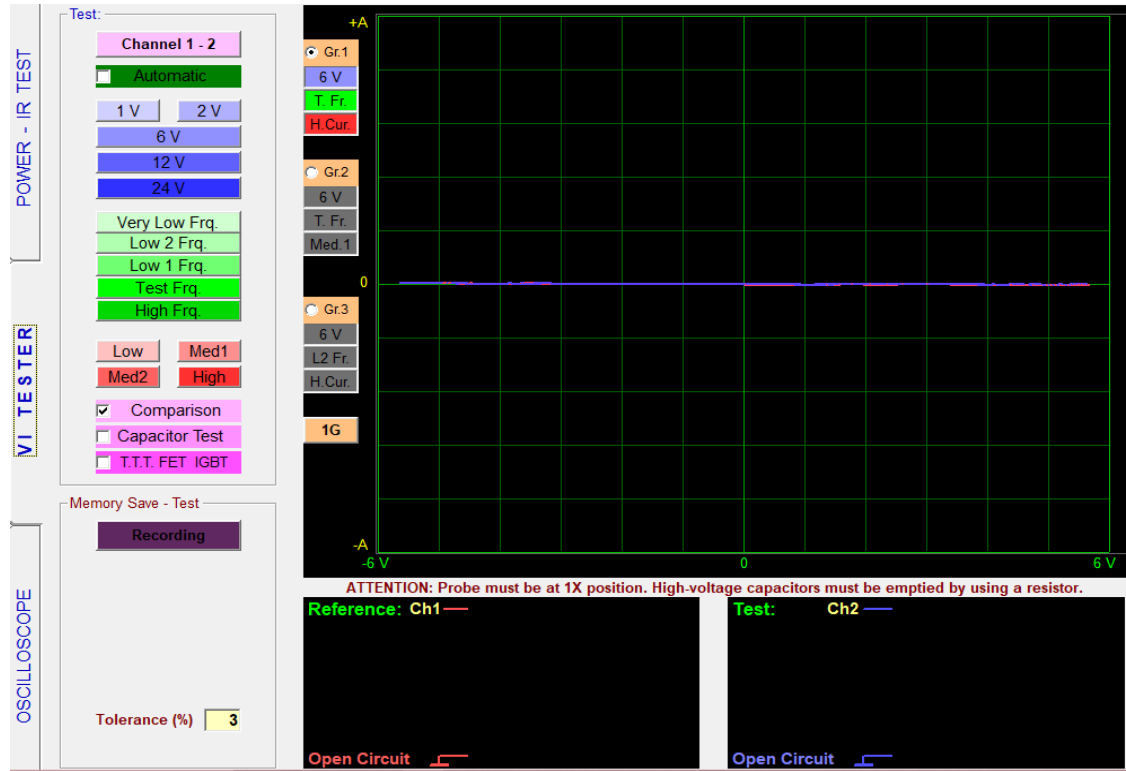 POWER - IR TEST
VI TESTER
OSCILLOSCOPE
Test:
Channel 1 - 2
Automatic
1 V
2 V
6 V
12 V
24 V
Very Low Frq.
Low 2 Frq.
Low 1 Frq.
Test Frq.
High Frq.
Low
Med1
Med2
High
Comparison
Capacitor Test
T.T.T. FET IGBT
Memory Save - Test
Recording
Tolerance (%) 3
+A
Gr.1
6 V
T. Fr.
H.Cur.
Gr.2
6 V
T. Fr.
Med.1
0
Gr.3
6 V
L2 Fr.
H.Cur.
1G
-A
-6 V 0 6 V
ATTENTION: Probe must be at 1X position. High-voltage capacitors must be emptied by using a resistor.
Reference: Ch1
Open Circuit
Test: Ch2
Open Circuit